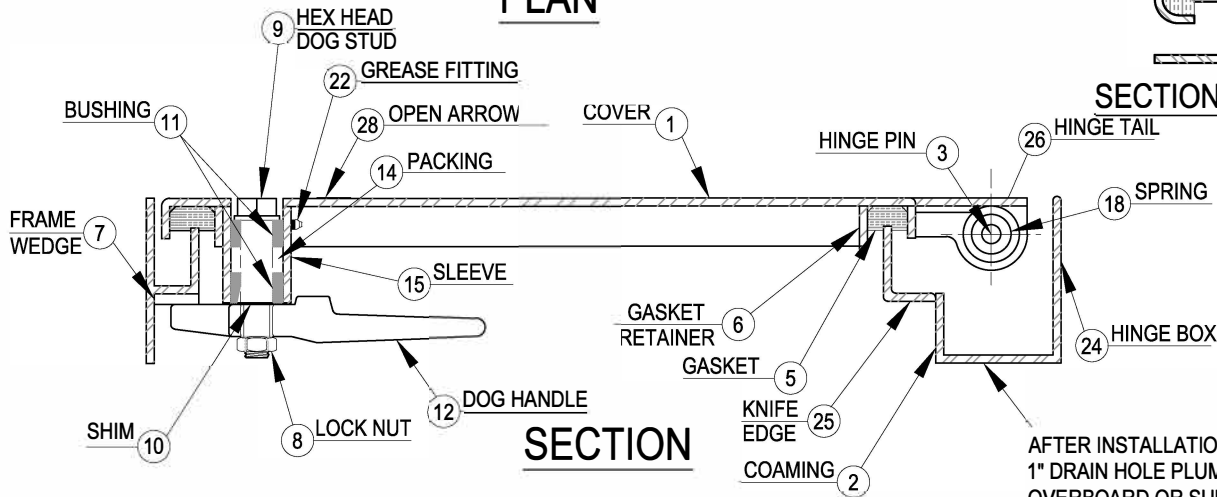 PLAN
9 HEX HEAD
DOG STUD
22 GREASE FITTING
BUSHING 11
28 OPEN ARROW
14 PACKING
COVER 1
SECTION
HINGE PIN 3
26 HINGE TAIL
18 SPRING
FRAME
WEDGE 7
15 SLEEVE
GASKET
RETAINER 6
GASKET 5
24 HINGE BOX
12 DOG HANDLE
KNIFE
EDGE 25
SHIM 10
8 LOCK NUT
SECTION
COAMING 2
AFTER INSTALLATIO
1" DRAIN HOLE PLUM
OVERBOARD OR SU